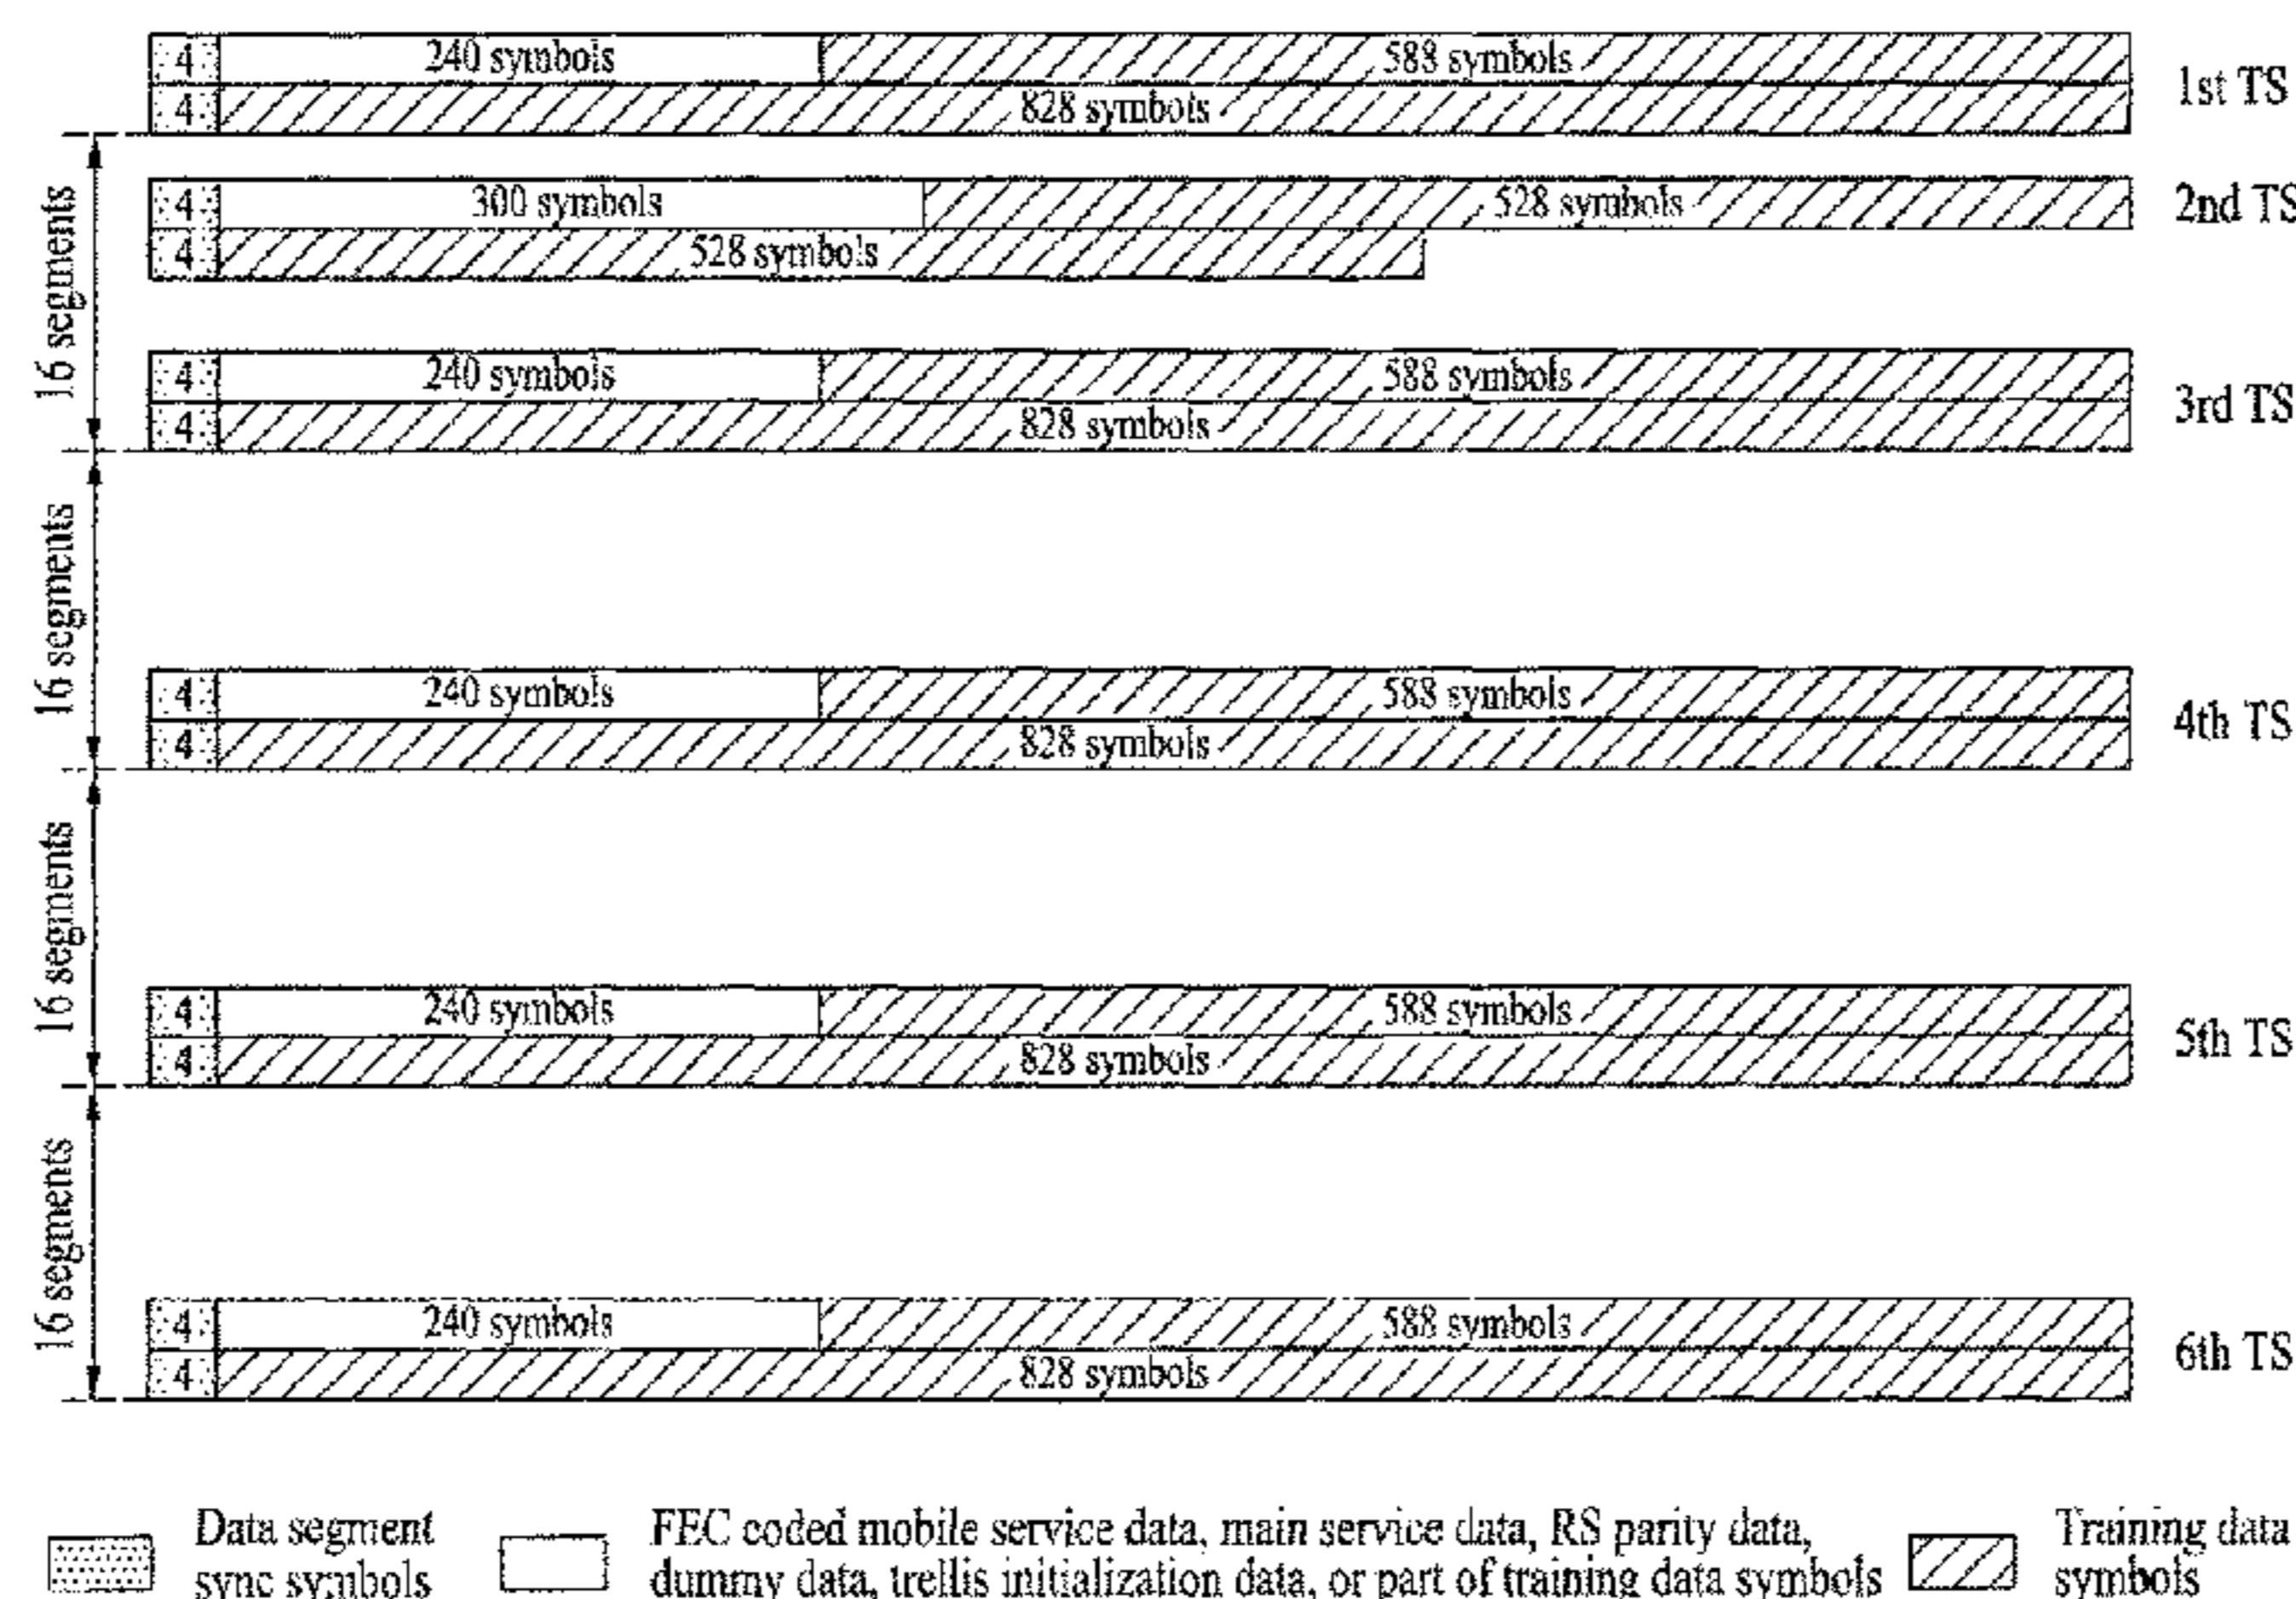 4 240 symbols 588 symbols
4 828 symbols
1st TS
4 300 symbols 528 symbols 2nd TS
4 528 symbols
16 segments
4 240 symbols 588 symbols
4 828 symbols
3rd TS
16 segments
4 240 symbols 588 symbols
4 828 symbols
4th TS
16 segments
4 240 symbols 588 symbols
4 828 symbols
5th TS
16 segments
4 240 symbols 588 symbols
4 828 symbols
6th TS
Data segment
sync symbols
FEC coded mobile service data, main service data, RS parity data,
dummy data, trellis initialization data, or part of training data symbols
Training data
symbols